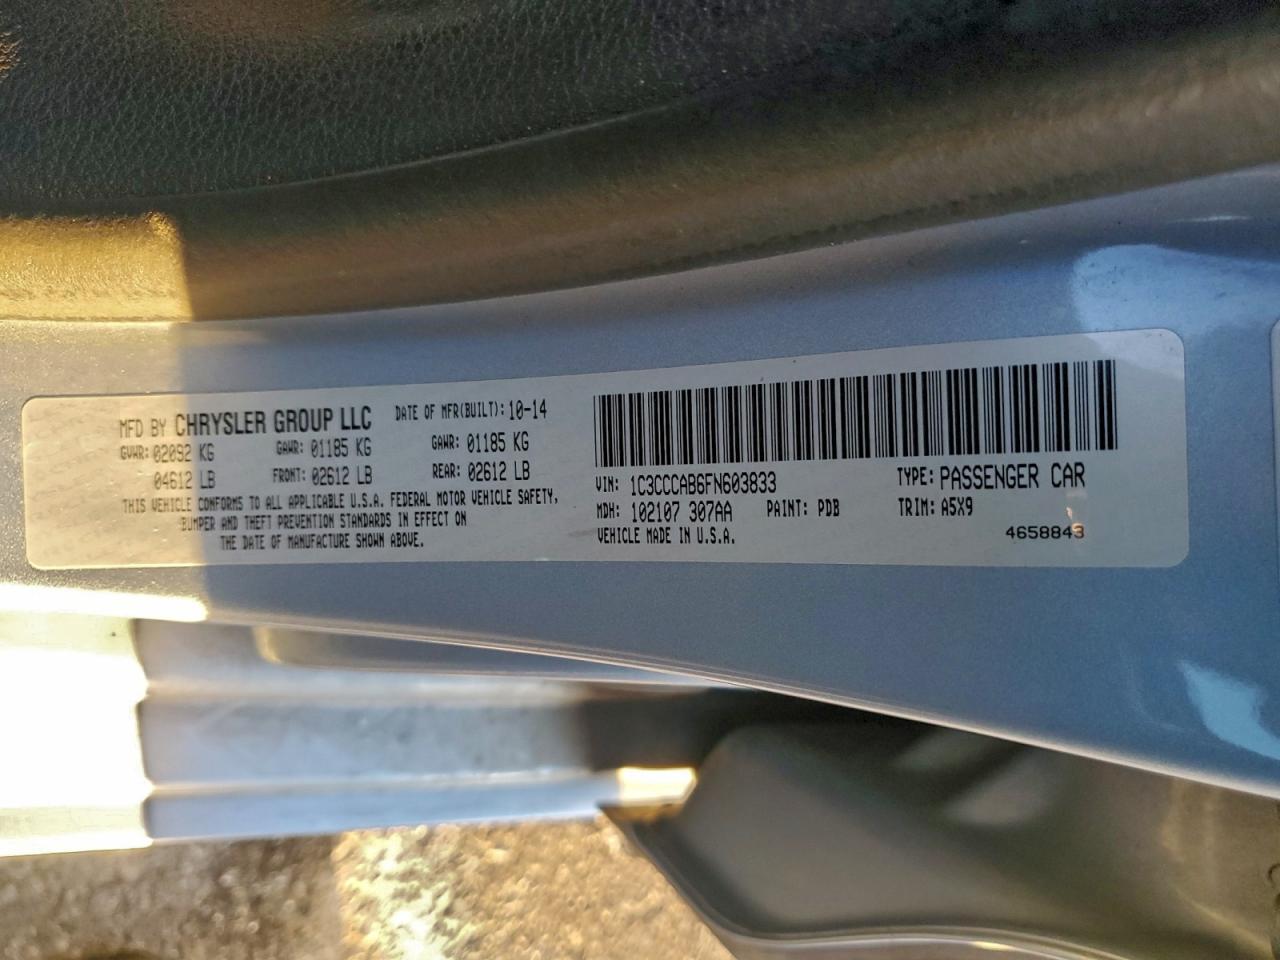 MFD BY CHRYSLER GROUP LLC DATE OF MFR(BUILT): 10-14
GVWR: 02092 KG GAWR: 01185 KG GAWR: 01185 KG
04612 LB FRONT: 02612 LB REAR: 02612 LB
THIS VEHICLE CONFORMS TO ALL APPLICABLE U.S.A. FEDERAL MOTOR VEHICLE SAFETY,
BUMPER AND THEFT PREVENTION STANDARDS IN EFFECT ON
THE DATE OF MANUFACTURE SHOWN ABOVE.
VIN: 1C3CCCAB6FN603833 TYPE: PASSENGER CAR
MDH: 102107 307AA PAINT: PDB TRIM: A5X9
VEHICLE MADE IN U.S.A. 4658843